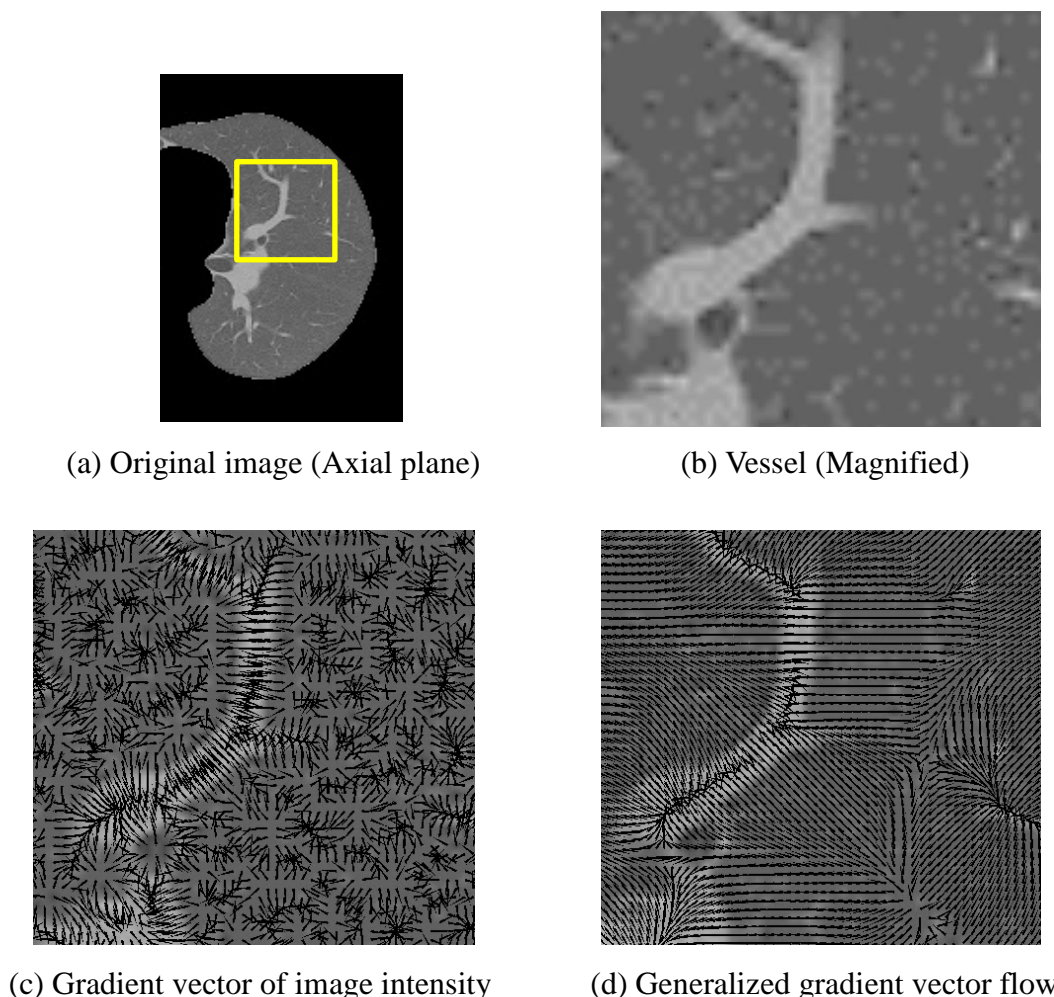 (a) Original image (Axial plane)
(b) Vessel (Magnified)
(c) Gradient vector of image intensity
(d) Generalized gradient vector flow